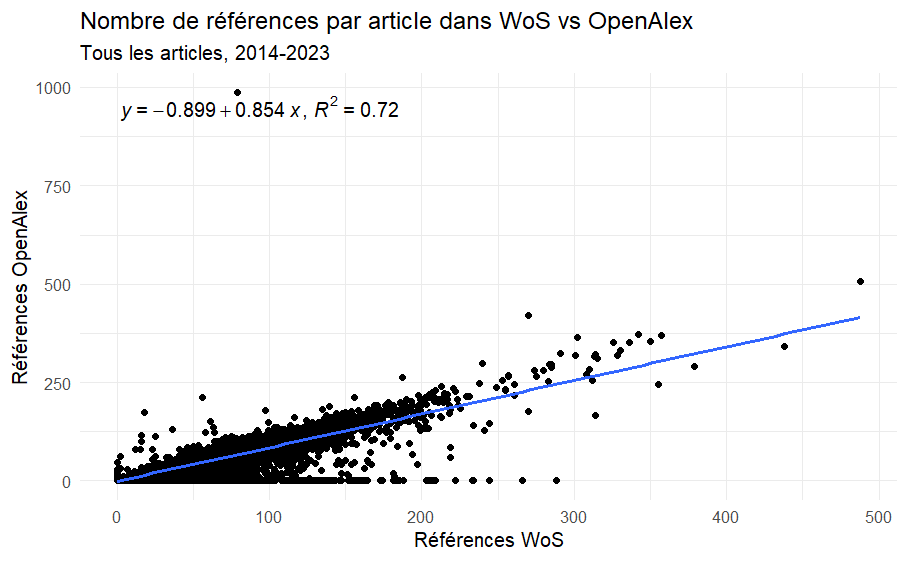 Nombre de références par article dans WoS vs OpenAlex
Tous les articles, 2014-2023
y = −0.899 + 0.854 x, R² = 0.72
Références OpenAlex
1000
750
500
250
0
0 100 200 300 400 500
Références WoS